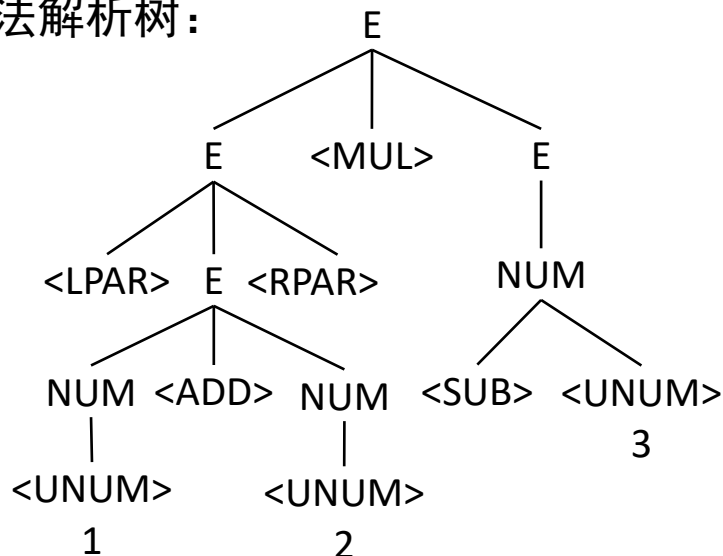 法解析树：
E
E <MUL> E
<LPAR> E <RPAR> NUM
NUM <ADD> NUM <SUB> <UNUM>
3
<UNUM> <UNUM>
1 2